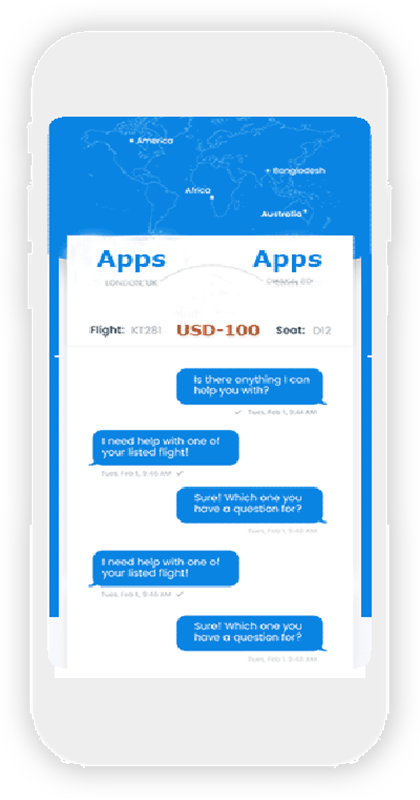 America
Bangladesh
Africa
Australia
Apps Apps
LONDON, UK
Flight: KT281 USD-100 Seat: D12
Is there anything I can
help you with?
Tues, Feb 1, 9:44 AM
I need help with one of
your listed flight!
Tues, Feb 1, 9:45 AM
Sure! Which one you
have a question for?
Tues, Feb 1, 9:45 AM
I need help with one of
your listed flight!
Tues, Feb 1, 9:45 AM
Sure! Which one you
have a question for?
Tues, Feb 1, 9:45 AM